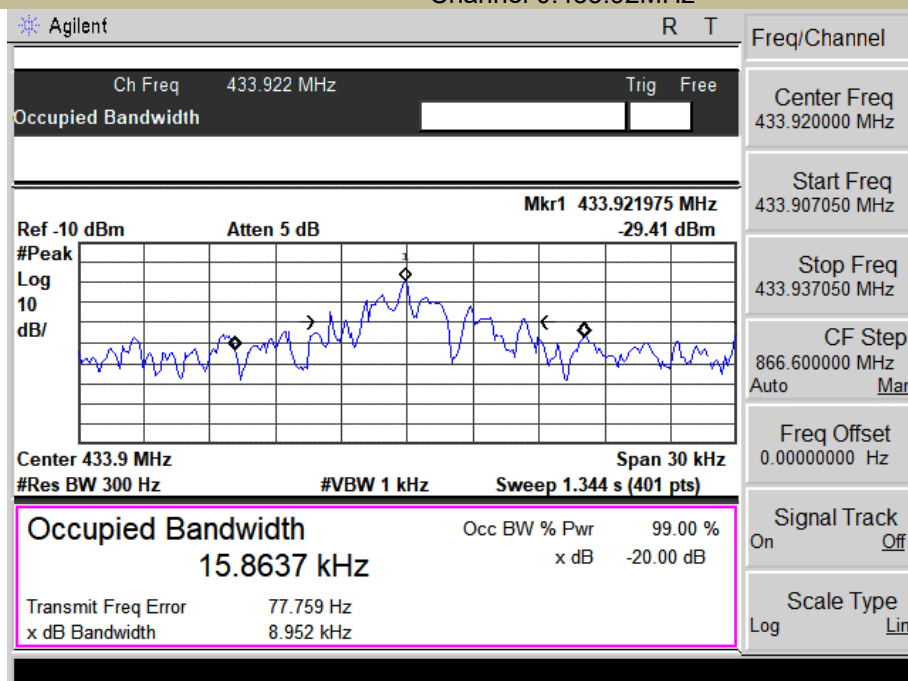 Agilent R T
Ch Freq 433.922 MHz Trig Free
Occupied Bandwidth
Mkr1 433.921975 MHz
Ref -10 dBm Atten 5 dB -29.41 dBm
#Peak
Log
10
dB/
1
Center 433.9 MHz Span 30 kHz
#Res BW 300 Hz #VBW 1 kHz Sweep 1.344 s (401 pts)
Occupied Bandwidth
15.8637 kHz
Occ BW % Pwr 99.00 %
x dB -20.00 dB
Transmit Freq Error 77.759 Hz
x dB Bandwidth 8.952 kHz
Freq/Channel
Center Freq
433.920000 MHz
Start Freq
433.907050 MHz
Stop Freq
433.937050 MHz
CF Step
866.600000 MHz
Auto Man
Freq Offset
0.00000000 Hz
Signal Track
On Off
Scale Type
Log Lin